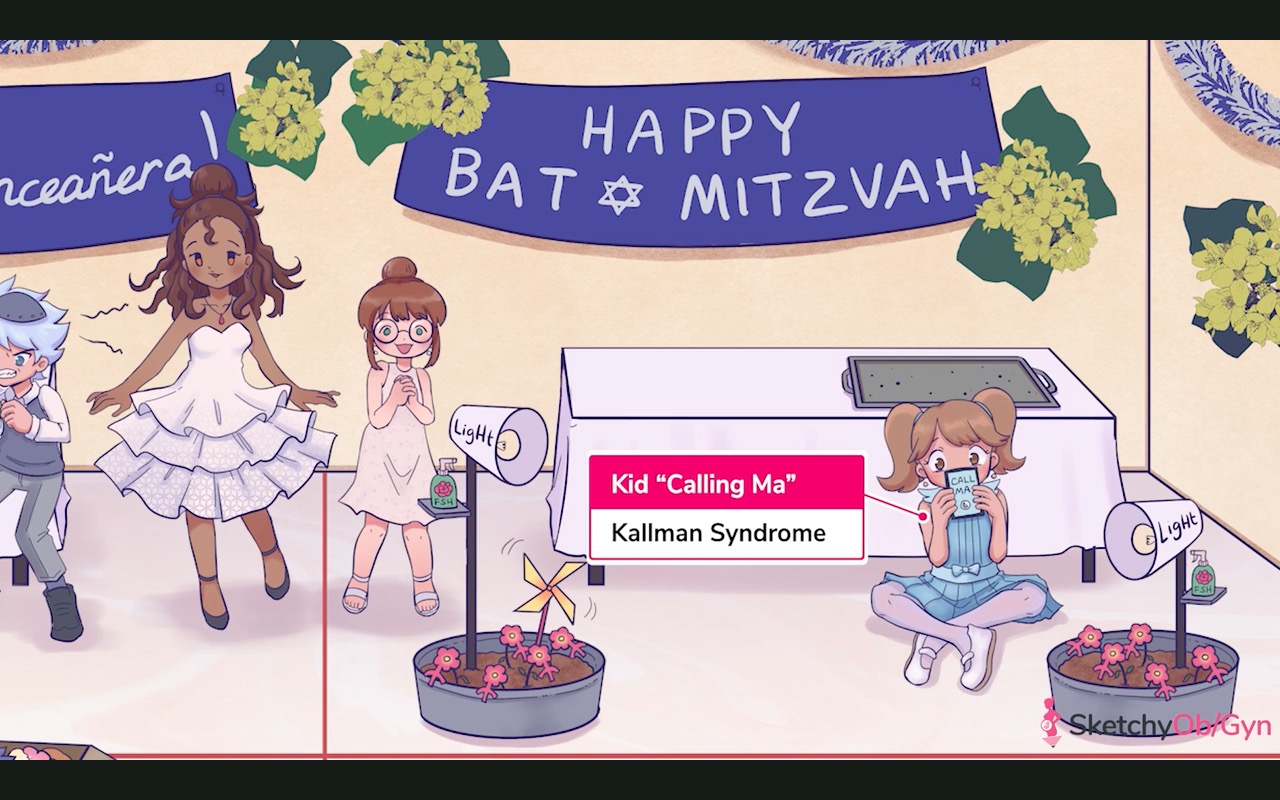 nceañera!
HAPPY
BAT ✡ MITZVAH
LigHt
FSH
Kid “Calling Ma”
Kallman Syndrome
CALL
MA
LigHt
FSH
SketchyOb/Gyn